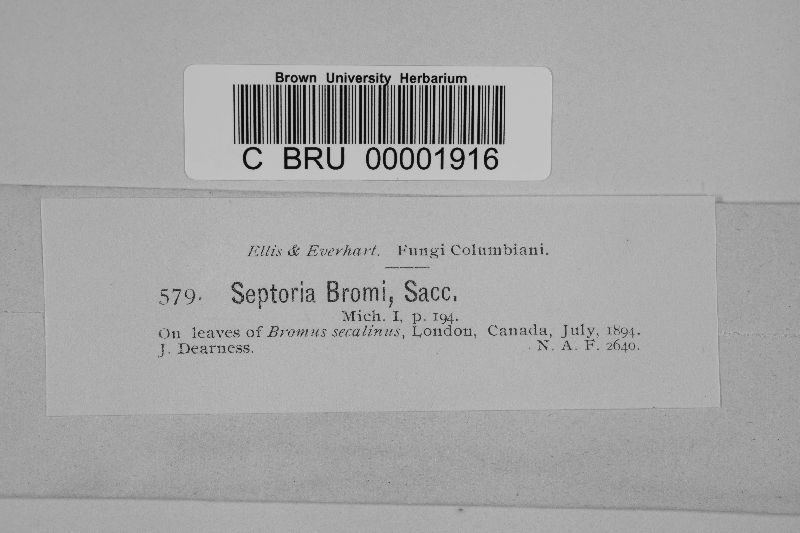 Brown University Herbarium
C BRU 00001916
Ellis & Everhart. Fungi Columbiani.
579. Septoria Bromi, Sacc.
Mich. I, p. 194.
On leaves of Bromus secalinus, London, Canada, July, 1894.
J. Dearness. N. A. F. 2640.